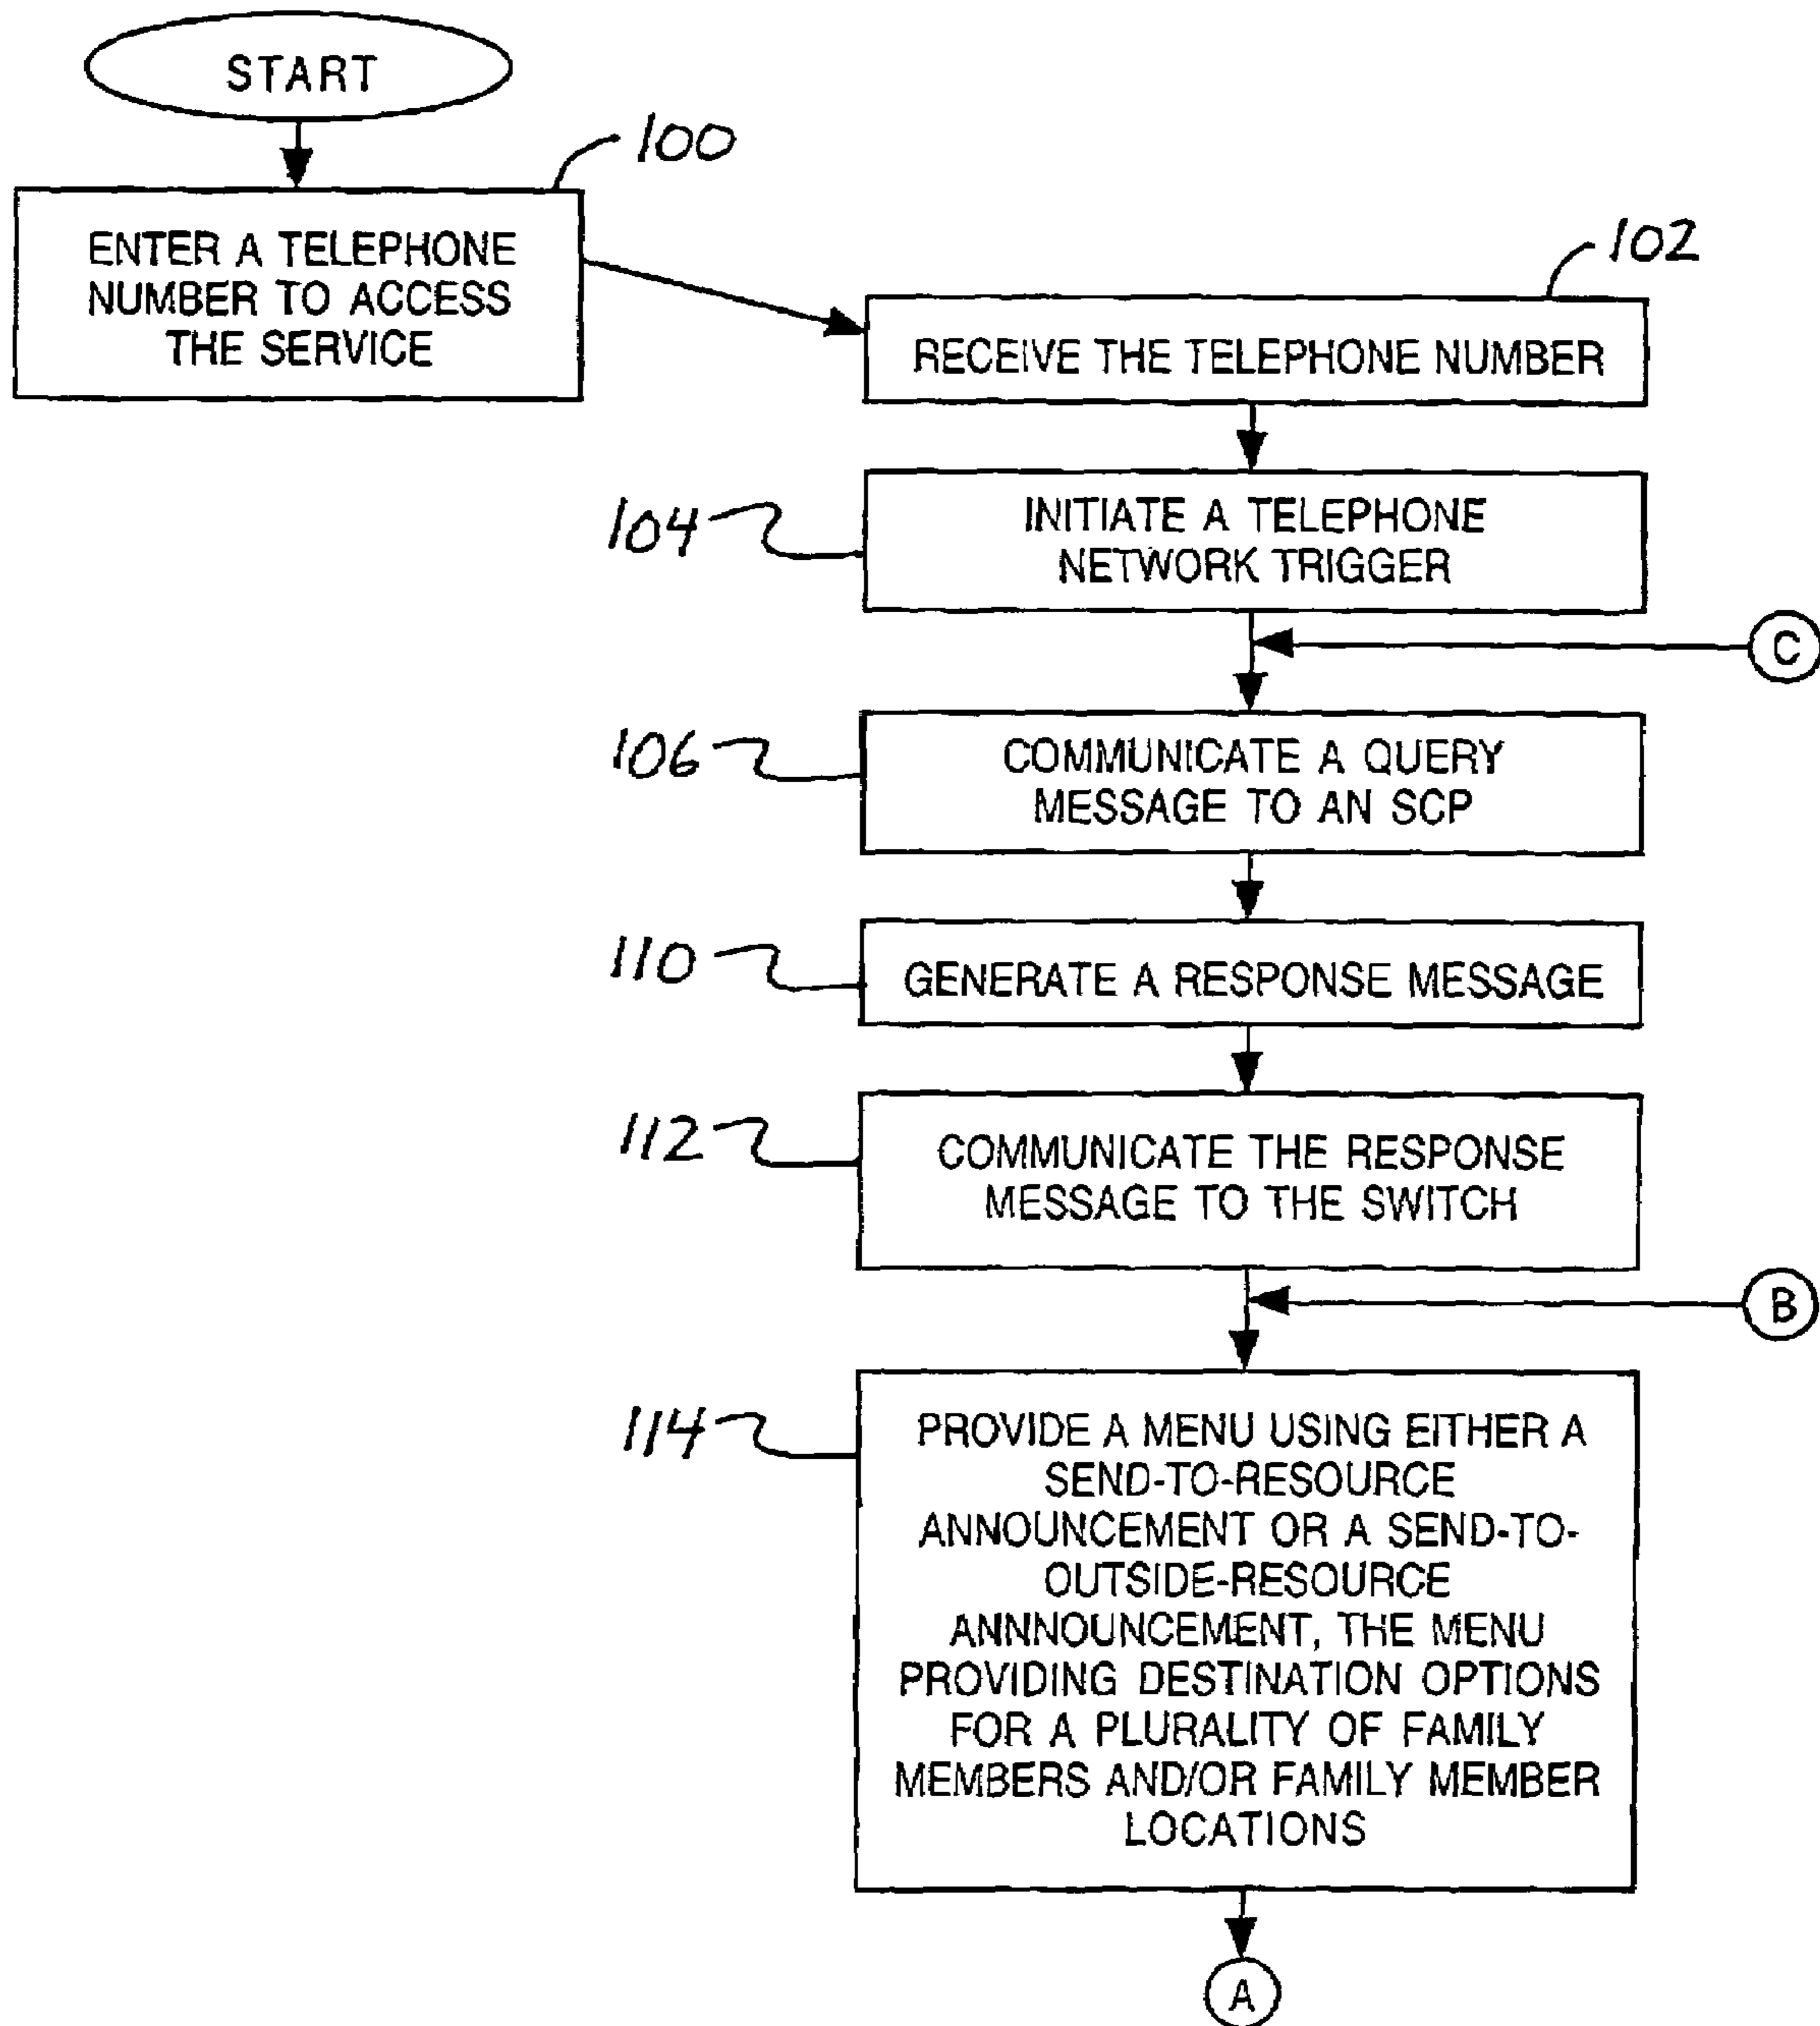 START
100
ENTER A TELEPHONE
NUMBER TO ACCESS
THE SERVICE
102
RECEIVE THE TELEPHONE NUMBER
104
INITIATE A TELEPHONE
NETWORK TRIGGER
C
106
COMMUNICATE A QUERY
MESSAGE TO AN SCP
110
GENERATE A RESPONSE MESSAGE
112
COMMUNICATE THE RESPONSE
MESSAGE TO THE SWITCH
B
114
PROVIDE A MENU USING EITHER A
SEND-TO-RESOURCE
ANNOUNCEMENT OR A SEND-TO-
OUTSIDE-RESOURCE
ANNNOUNCEMENT, THE MENU
PROVIDING DESTINATION OPTIONS
FOR A PLURALITY OF FAMILY
MEMBERS AND/OR FAMILY MEMBER
LOCATIONS
A